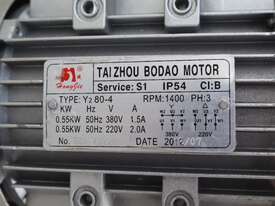 TAIZHOU BODAO MOTOR
Service: S1 IP54 Cl:B
TYPE: Y2 80-4 RPM:1400 PH:3
KW Hz V A
0.55KW 50Hz 380V 1.5A
0.55KW 50Hz 220V 2.0A
380V 220V
No. DATE